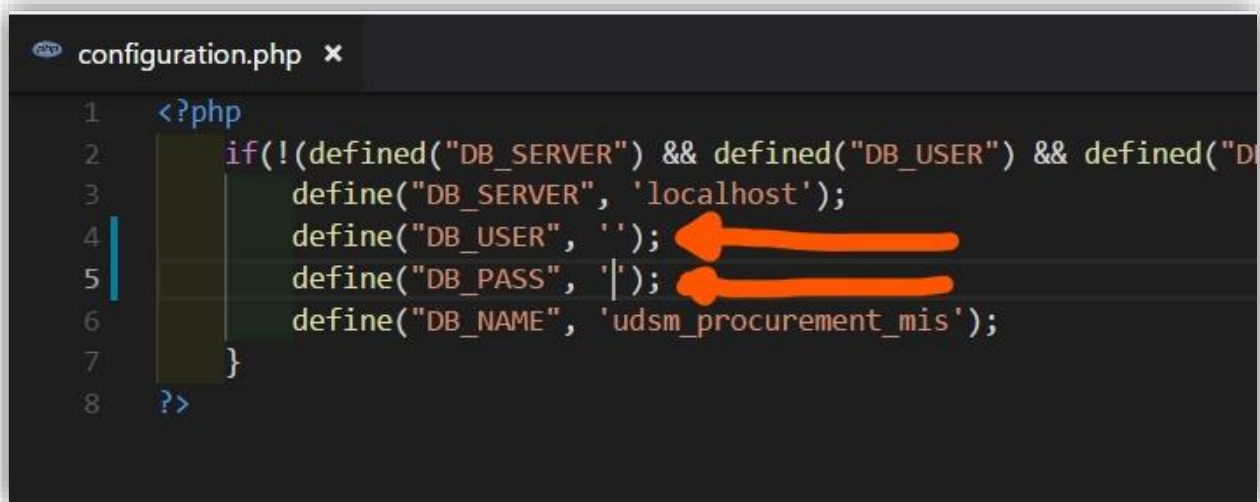 configuration.php ×
1 <?php
2 if(!(defined("DB_SERVER") && defined("DB_USER") && defined("D
3 define("DB_SERVER", 'localhost');
4 define("DB_USER", '');
5 define("DB_PASS", '');
6 define("DB_NAME", 'udsm_procurement_mis');
7 }
8 ?>